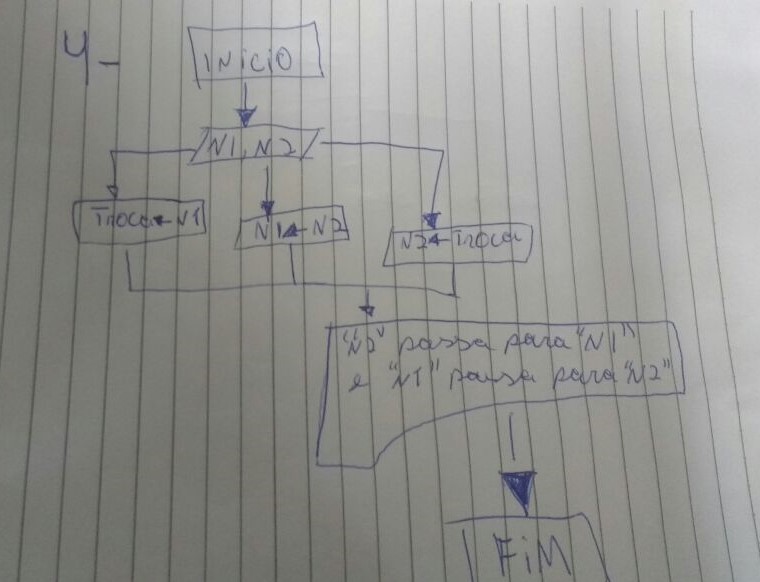 4-
INICIO
N1, N2
Troca←N1
N1←N2
N2←Troca
"N2" passa para "N1"
e "N1" passa para "N2"
FiM